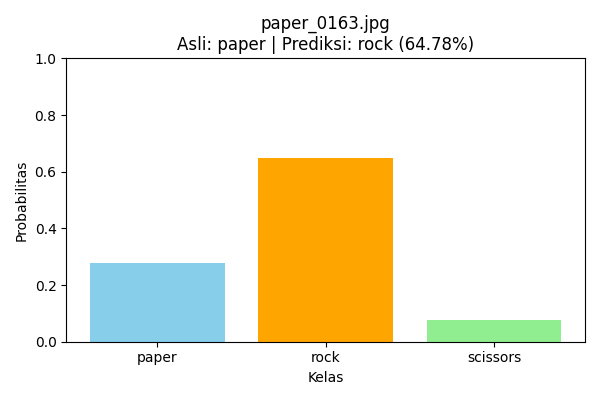 paper_0163.jpg
Asli: paper | Prediksi: rock (64.78%)
1.0
0.8
0.6
0.4
0.2
0.0
Probabilitas
paper
rock
scissors
Kelas